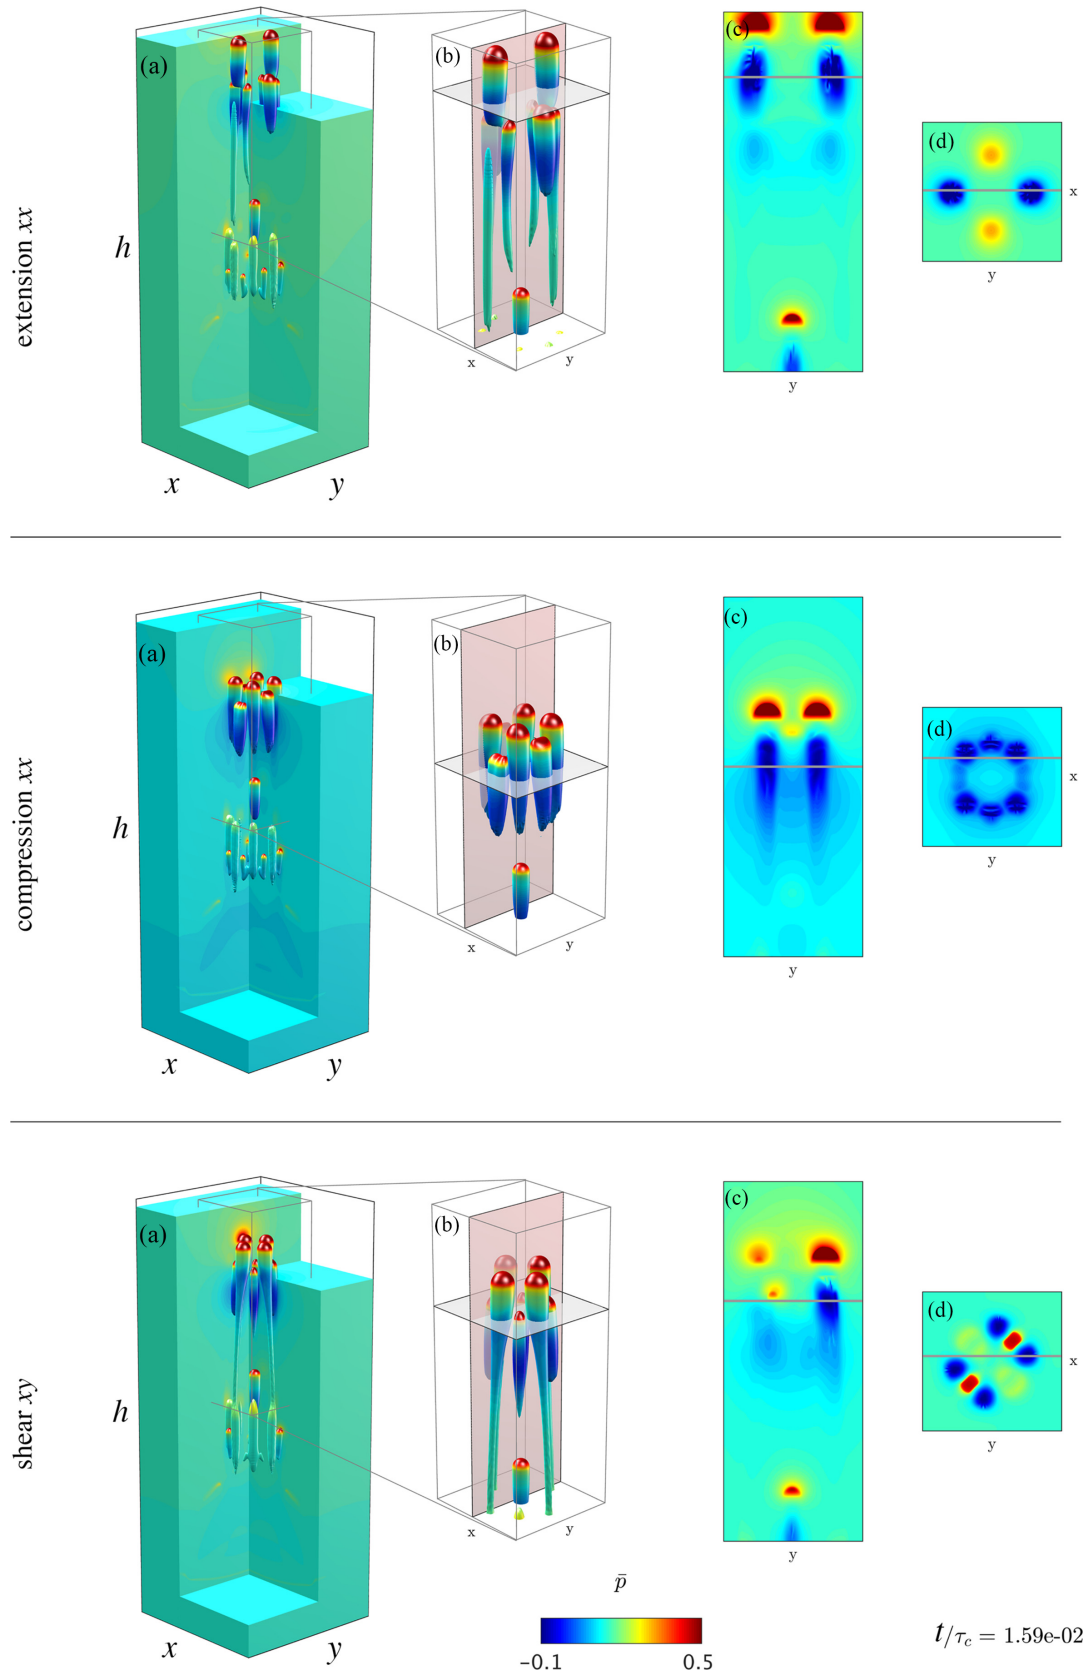 extension xx
(a)
(b)
(c)
(d)
h
x
y
x
y
y
x
y
compression xx
(a)
(b)
(c)
(d)
h
x
y
x
y
y
x
y
shear xy
(a)
(b)
(c)
(d)
h
x
y
x
y
y
x
y
p̄
−0.1 0.5
t/τc = 1.59e-02